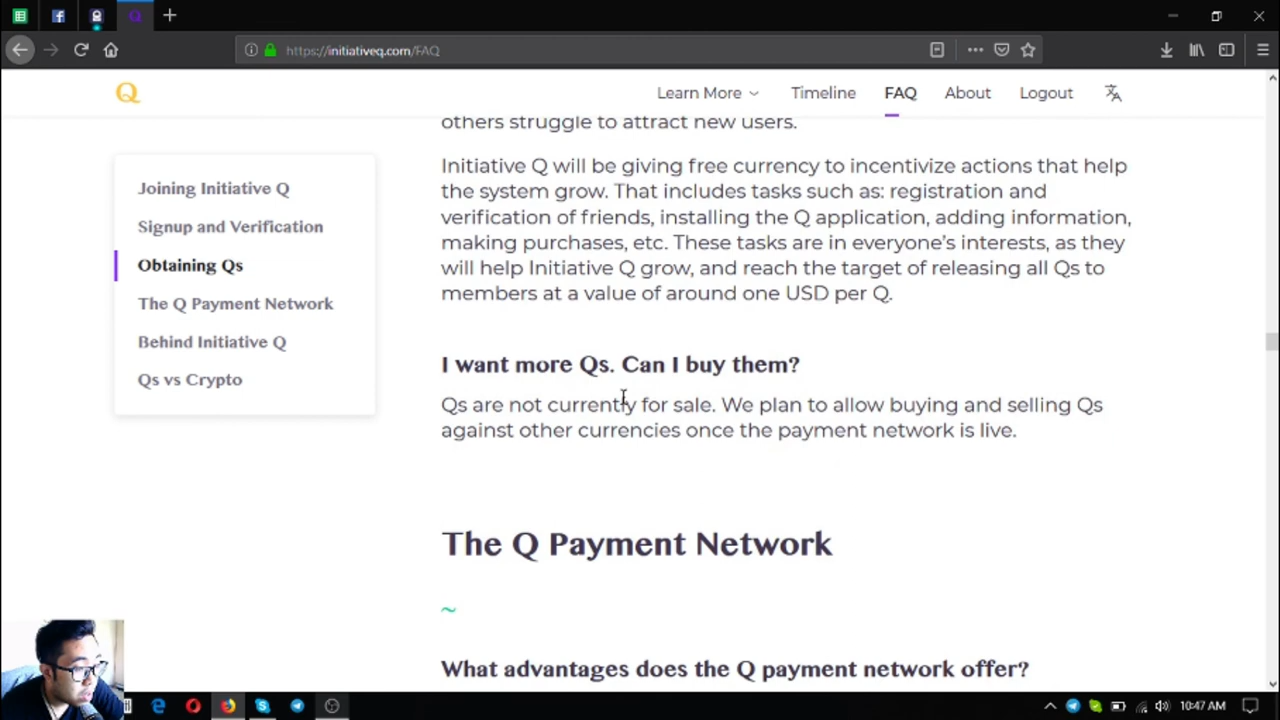 https://initiativeq.com/FAQ
Q
Learn More
Timeline
FAQ
About
Logout
others struggle to attract new users.
Joining Initiative Q
Signup and Verification
Obtaining Qs
The Q Payment Network
Behind Initiative Q
Qs vs Crypto
Initiative Q will be giving free currency to incentivize actions that help
the system grow. That includes tasks such as: registration and
verification of friends, installing the Q application, adding information,
making purchases, etc. These tasks are in everyone's interests, as they
will help Initiative Q grow, and reach the target of releasing all Qs to
members at a value of around one USD per Q.
I want more Qs. Can I buy them?
Qs are not currently for sale. We plan to allow buying and selling Qs
against other currencies once the payment network is live.
The Q Payment Network
~
What advantages does the Q payment network offer?
10:47 AM